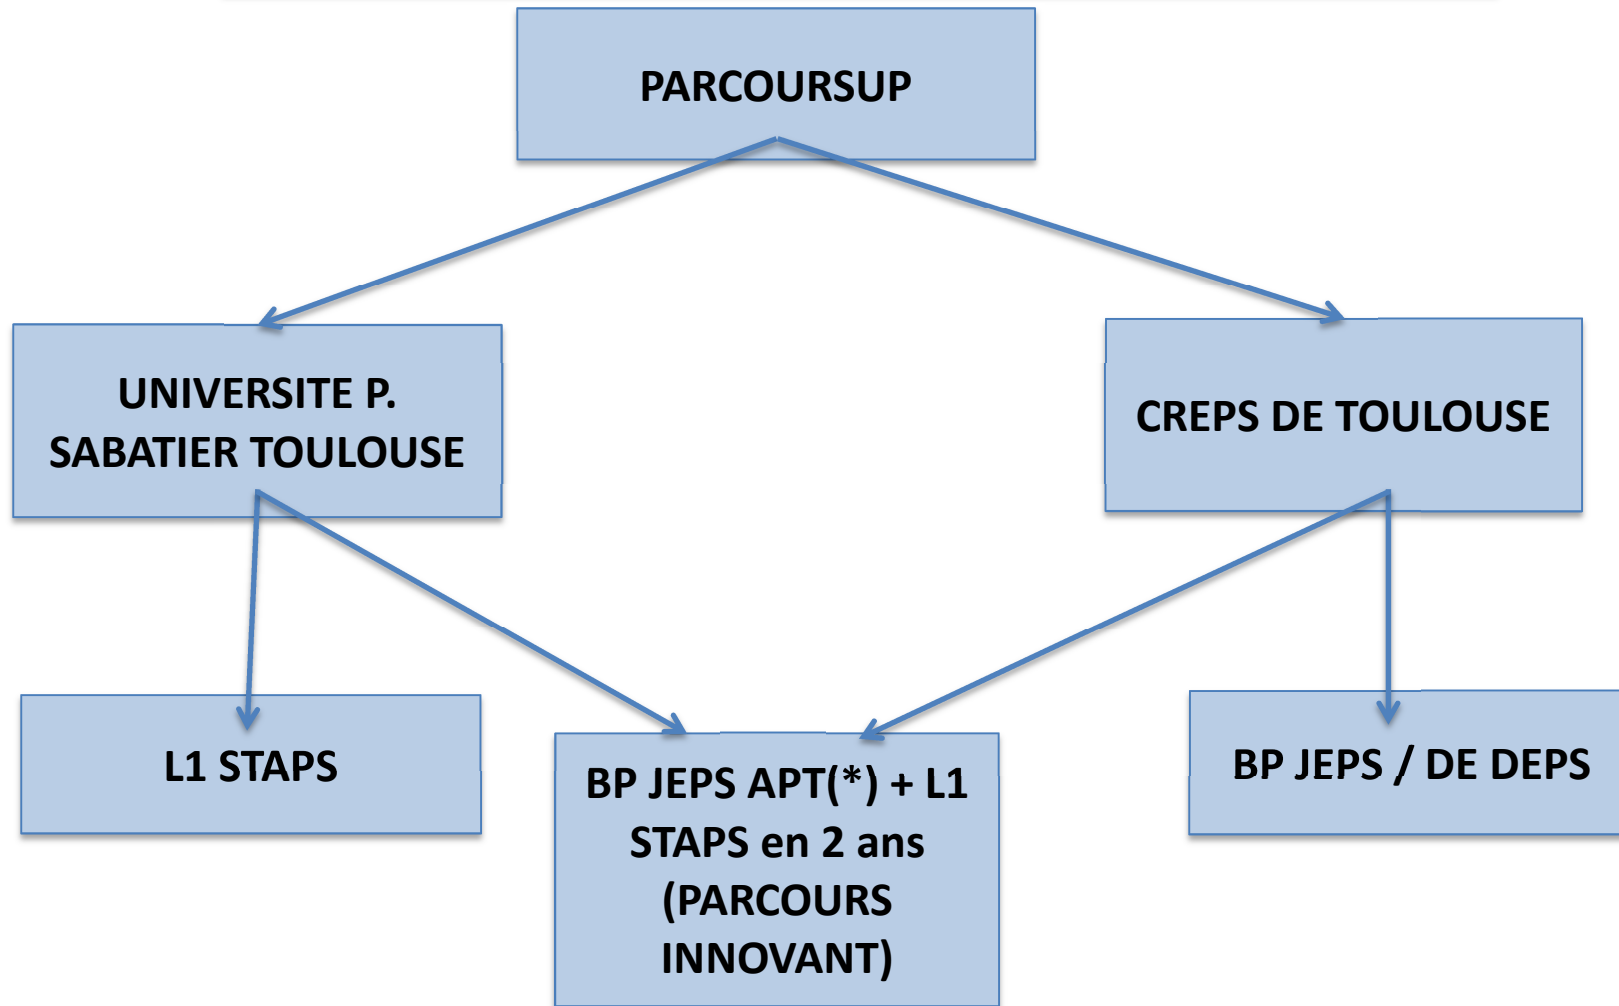 PARCOURSUP
UNIVERSITE P.
SABATIER TOULOUSE
CREPS DE TOULOUSE
L1 STAPS
BP JEPS APT(*) + L1
STAPS en 2 ans
(PARCOURS
INNOVANT)
BP JEPS / DE DEPS